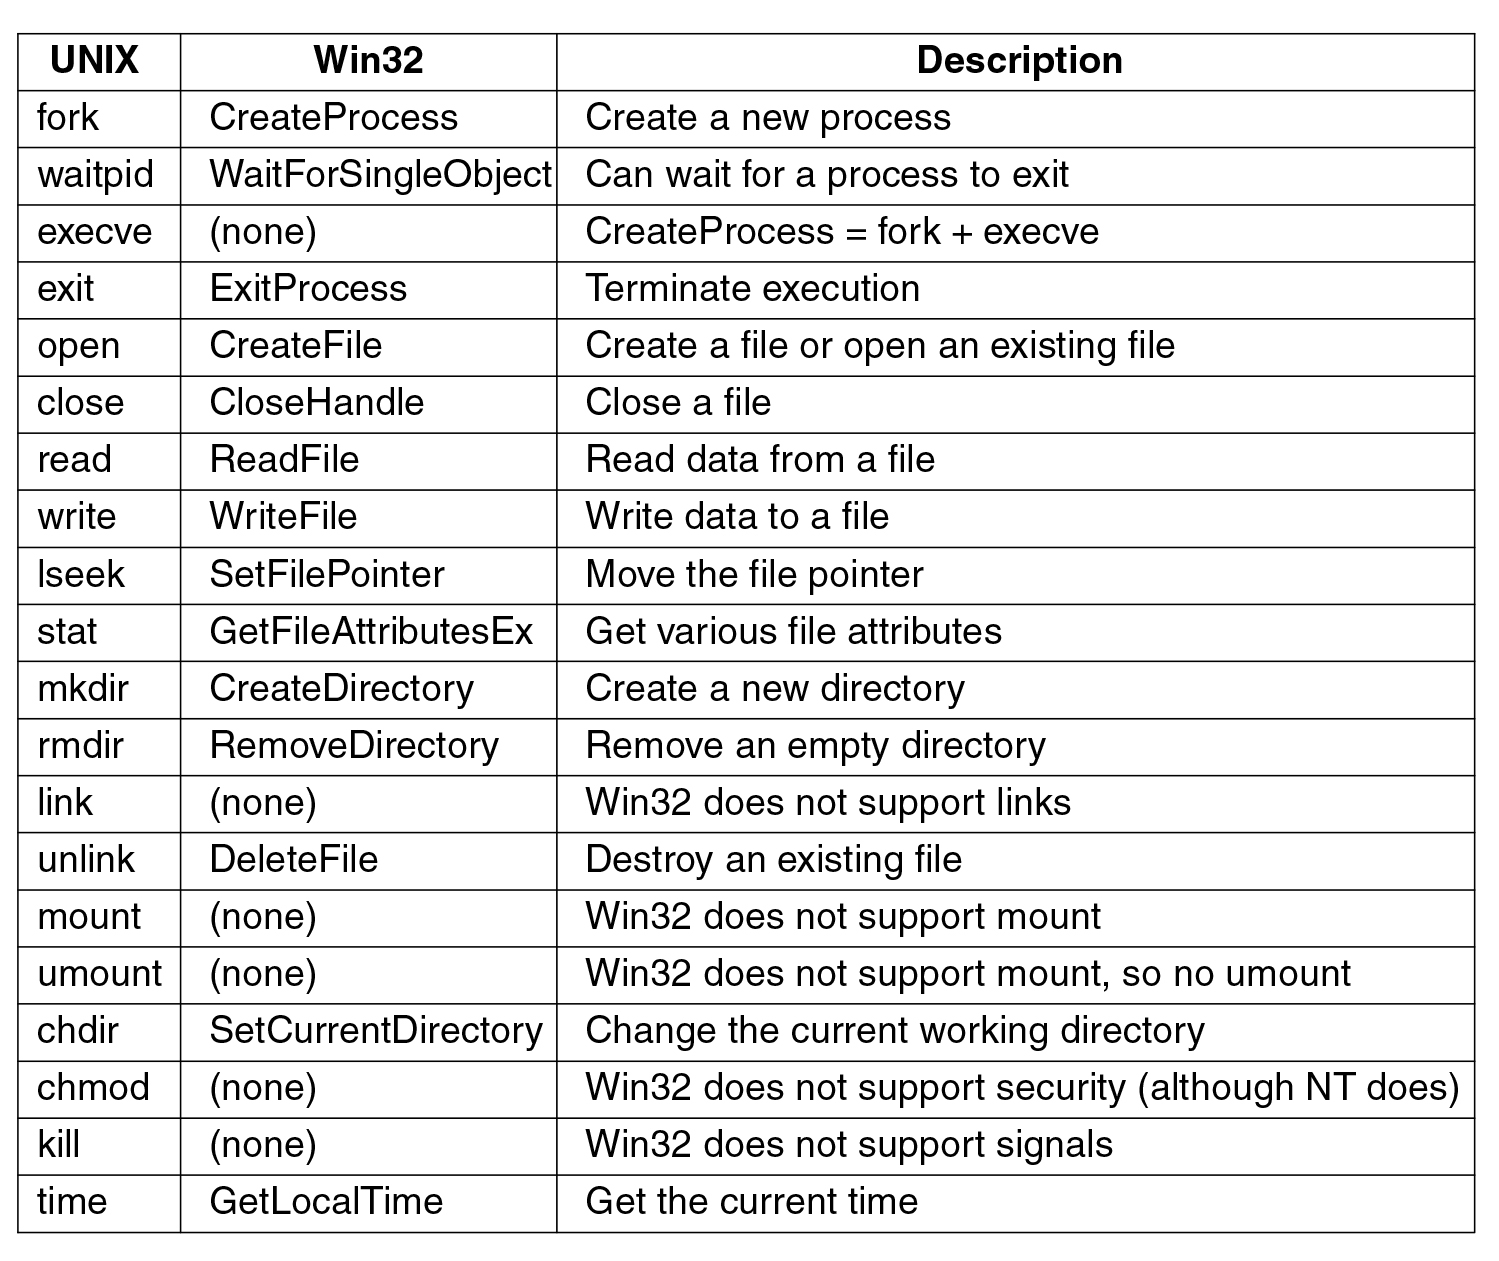 UNIX Win32 Description
fork CreateProcess Create a new process
waitpid WaitForSingleObject Can wait for a process to exit
execve (none) CreateProcess = fork + execve
exit ExitProcess Terminate execution
open CreateFile Create a file or open an existing file
close CloseHandle Close a file
read ReadFile Read data from a file
write WriteFile Write data to a file
lseek SetFilePointer Move the file pointer
stat GetFileAttributesEx Get various file attributes
mkdir CreateDirectory Create a new directory
rmdir RemoveDirectory Remove an empty directory
link (none) Win32 does not support links
unlink DeleteFile Destroy an existing file
mount (none) Win32 does not support mount
umount (none) Win32 does not support mount, so no umount
chdir SetCurrentDirectory Change the current working directory
chmod (none) Win32 does not support security (although NT does)
kill (none) Win32 does not support signals
time GetLocalTime Get the current time